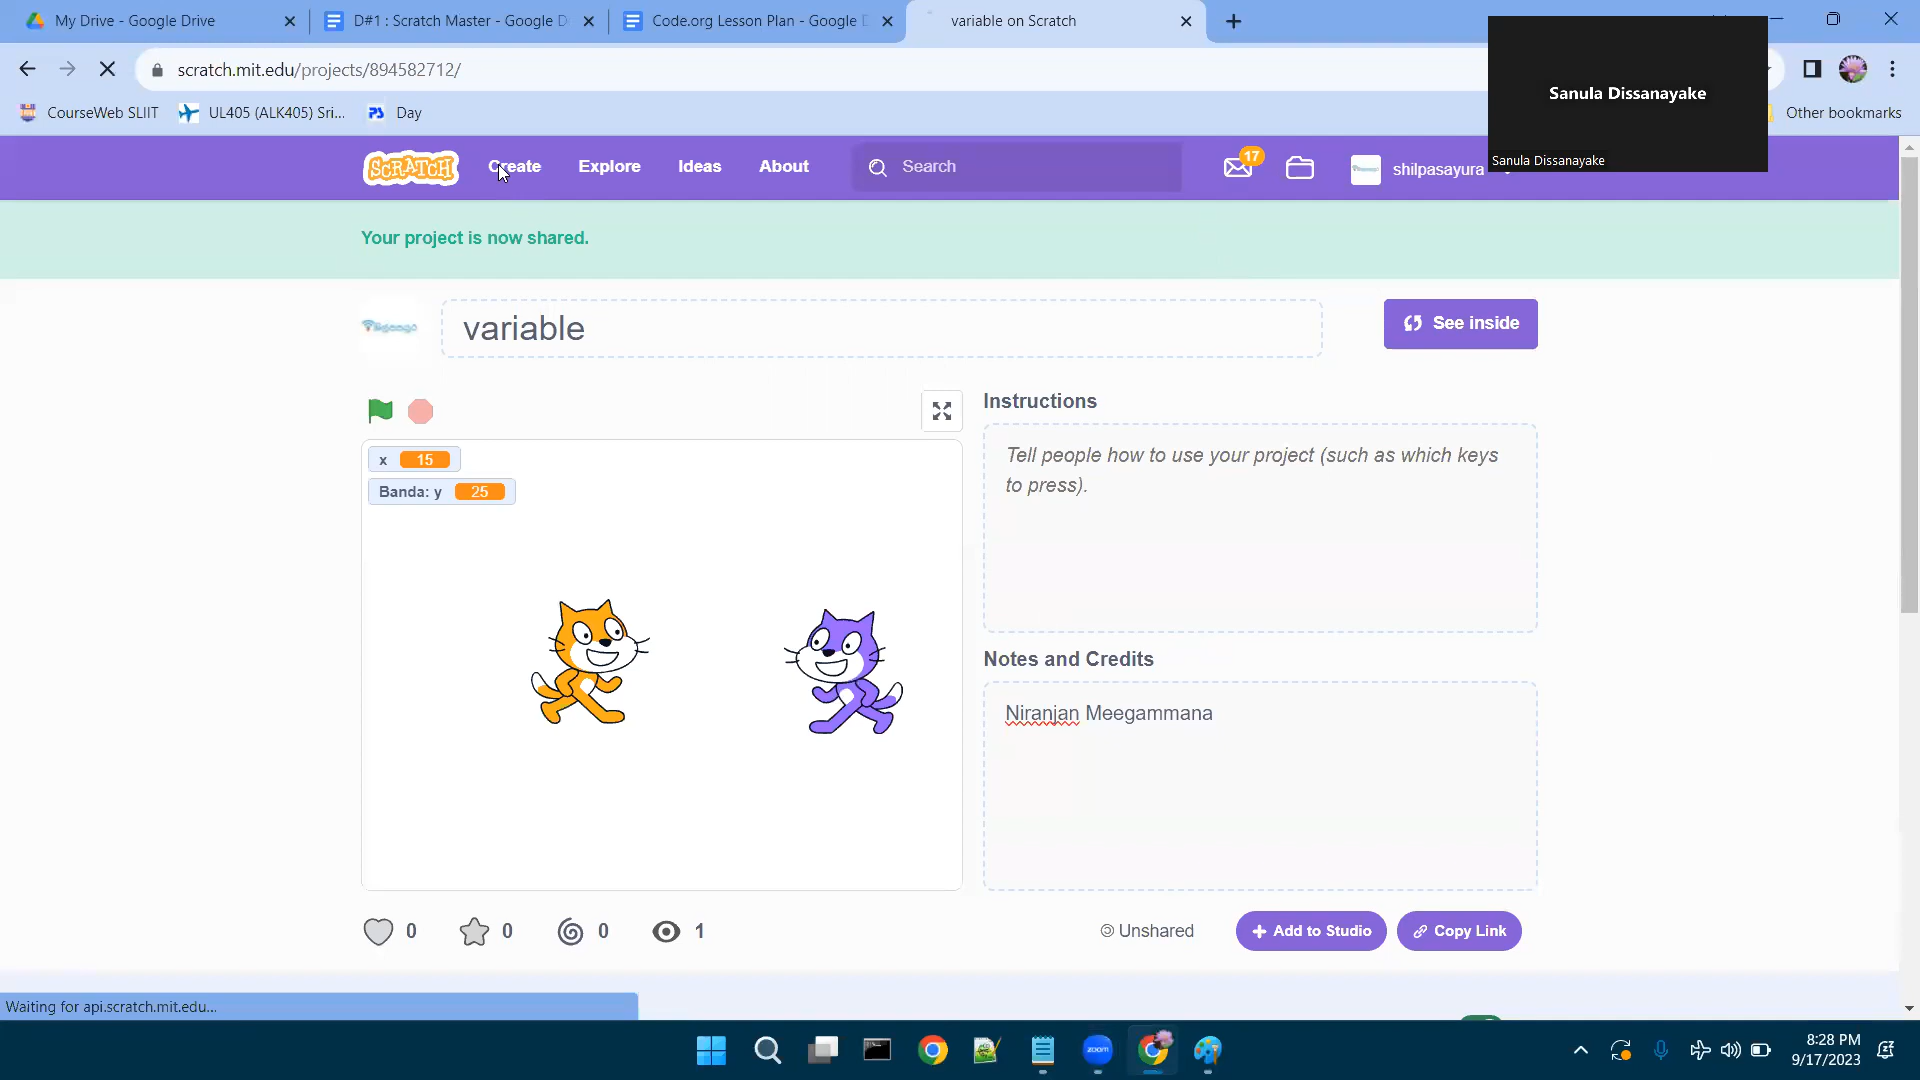 My Drive - Google Drive
D#1 : Scratch Master - Google D
Code.org Lesson Plan - Google D
variable on Scratch
scratch.mit.edu/projects/894582712/
CourseWeb SLIIT
UL405 (ALK405) Sri...
PS Day
Other bookmarks
Sanula Dissanayake
Sanula Dissanayake
SCRATCH
Create
Explore
Ideas
About
Search
17
shilpasayura
Your project is now shared.
variable
See inside
Instructions
x 15
Banda: y 25
Tell people how to use your project (such as which keys
to press).
Notes and Credits
Niranjan Meegammana
0
0
0
1
Unshared
Add to Studio
Copy Link
Waiting for api.scratch.mit.edu...
zoom
8:28 PM
9/17/2023